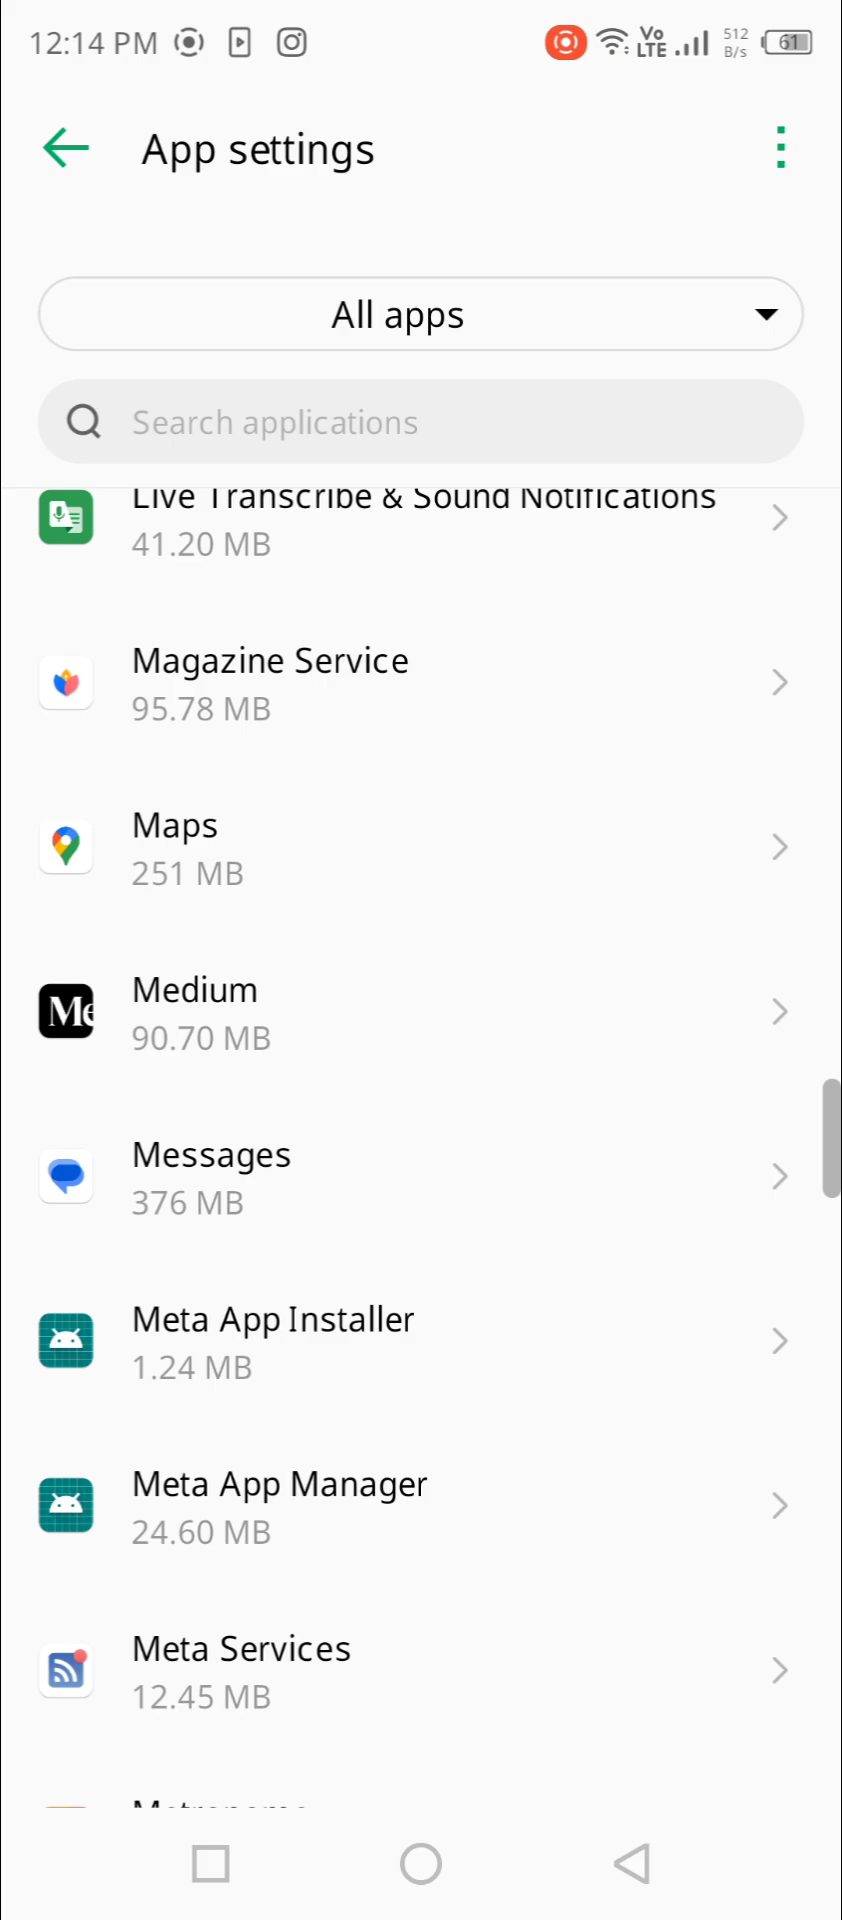 12:14 PM
Vo
LTE
512
B/s
61
App settings
All apps
Search applications
Live Transcribe & Sound Notifications
41.20 MB
Magazine Service
95.78 MB
Maps
251 MB
Me
Medium
90.70 MB
Messages
376 MB
Meta App Installer
1.24 MB
Meta App Manager
24.60 MB
Meta Services
12.45 MB
Metronome